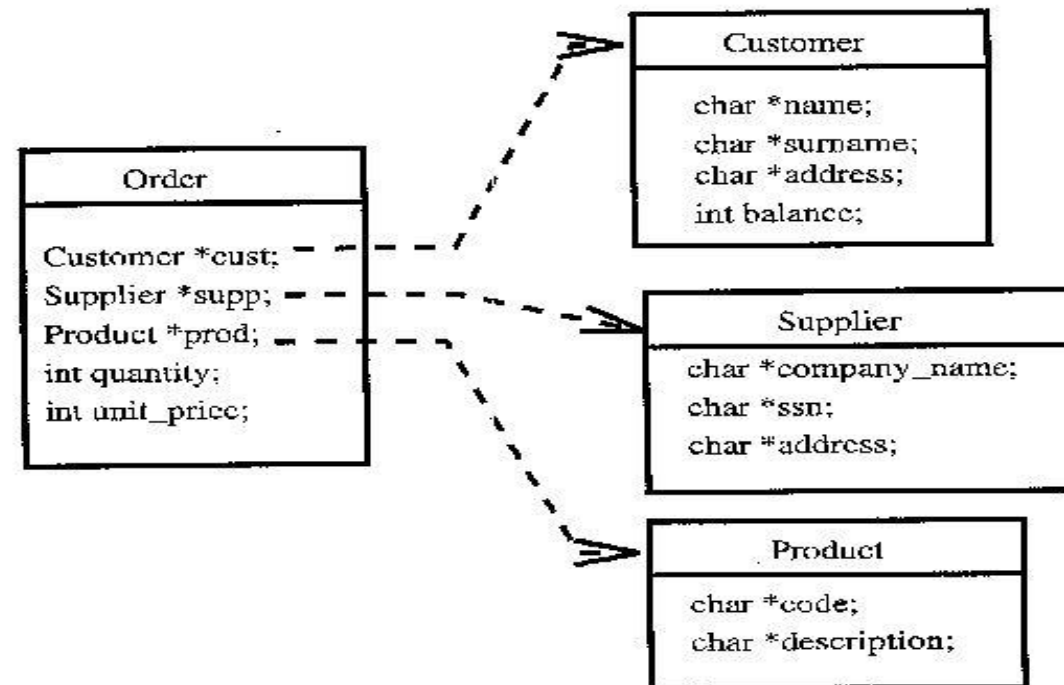 Order
Customer *cust;
Supplier *supp;
Product *prod;
int quantity;
int unit_price;
Customer
char *name;
char *surname;
char *address;
int balance;
Supplier
char *company_name;
char *ssn;
char *address;
Product
char *code;
char *description;